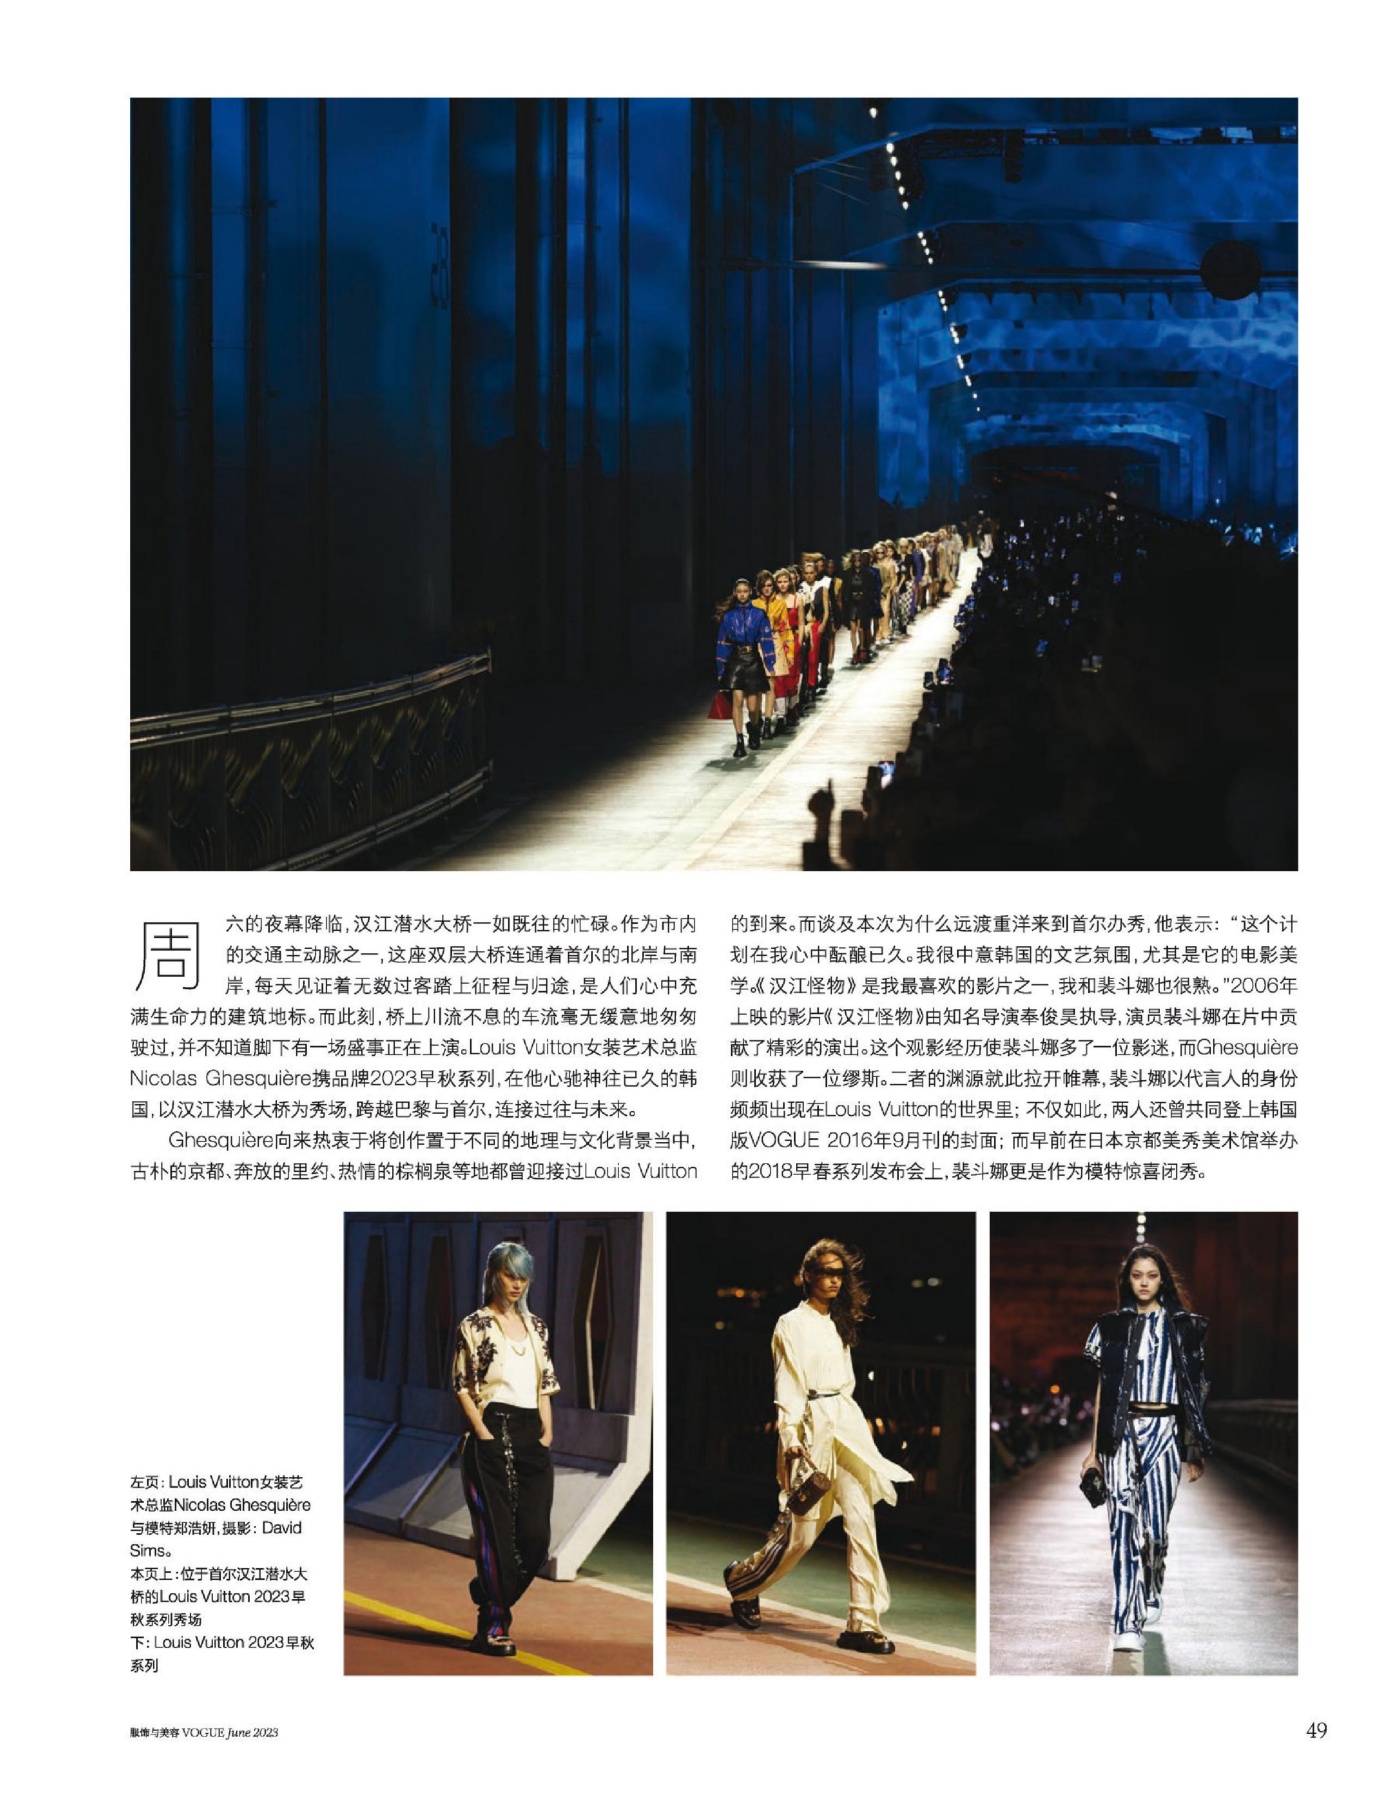 周六的夜幕降临,汉江潜水大桥一如既往的忙碌。作为市内
的交通主动脉之一,这座双层大桥连通着首尔的北岸与南
岸,每天见证着无数过客踏上征程与归途,是人们心中充
满生命力的建筑地标。而此刻,桥上川流不息的车流毫无缓意地匆匆
驶过,并不知道脚下有一场盛事正在上演。Louis Vuitton女装艺术总监
Nicolas Ghesquière携品牌2023早秋系列,在他心驰神往已久的韩
国,以汉江潜水大桥为秀场,跨越巴黎与首尔,连接过往与未来。
Ghesquière向来热衷于将创作置于不同的地理与文化背景当中,
古朴的京都、奔放的里约、热情的棕榈泉等地都曾迎接过Louis Vuitton
的到来。而谈及本次为什么远渡重洋来到首尔办秀,他表示：“这个计
划在我心中酝酿已久。我很中意韩国的文艺氛围,尤其是它的电影美
学。《汉江怪物》是我最喜欢的影片之一,我和裴斗娜也很熟。”2006年
上映的影片《汉江怪物》由知名导演奉俊昊执导,演员裴斗娜在片中贡
献了精彩的演出。这个观影经历使裴斗娜多了一位影迷,而Ghesquière
则收获了一位缪斯。二者的渊源就此拉开帷幕,裴斗娜以代言人的身份
频频出现在Louis Vuitton的世界里；不仅如此,两人还曾共同登上韩国
版VOGUE 2016年9月刊的封面；而早前在日本京都美秀美术馆举办
的2018早春系列发布会上,裴斗娜更是作为模特惊喜闭秀。
左页：Louis Vuitton女装艺
术总监Nicolas Ghesquière
与模特郑浩妍,摄影：David
Sims。
本页上：位于首尔汉江潜水大
桥的Louis Vuitton 2023早
秋系列秀场
下：Louis Vuitton 2023早秋
系列
服饰与美容 VOGUE June 2023
49